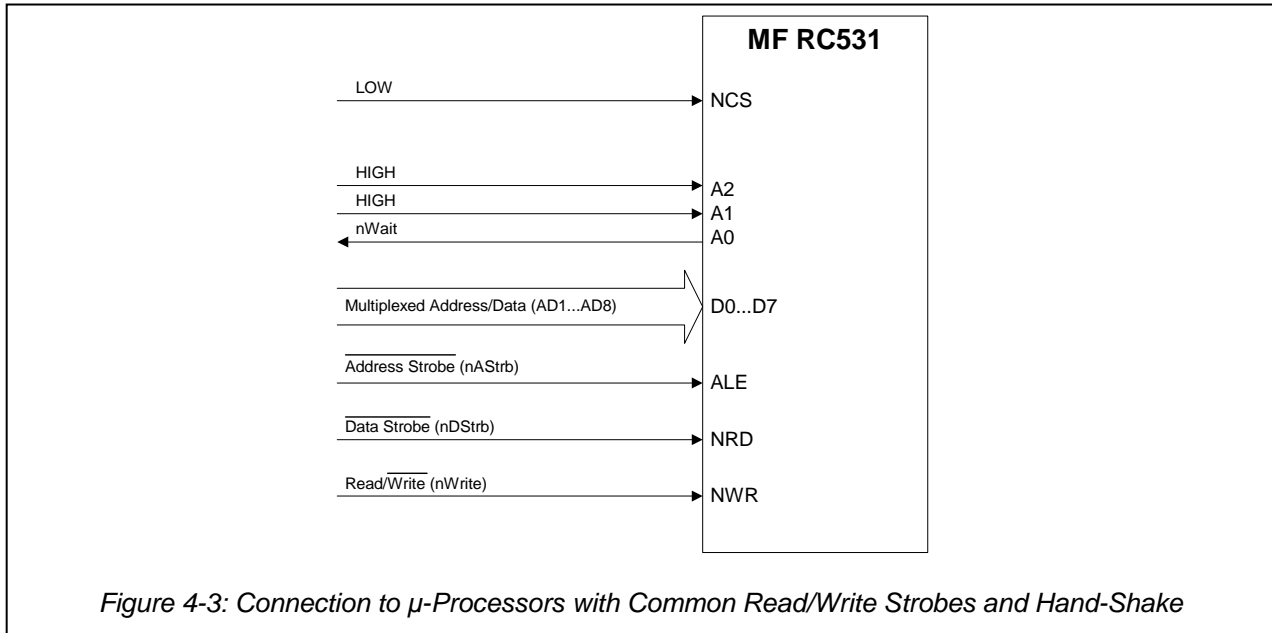 MF RC531
LOW
NCS
HIGH
A2
HIGH
A1
nWait
A0
Multiplexed Address/Data (AD1...AD8)
D0...D7
Address Strobe (nAStrb)
ALE
Data Strobe (nDStrb)
NRD
Read/Write (nWrite)
NWR
Figure 4-3: Connection to µ-Processors with Common Read/Write Strobes and Hand-Shake